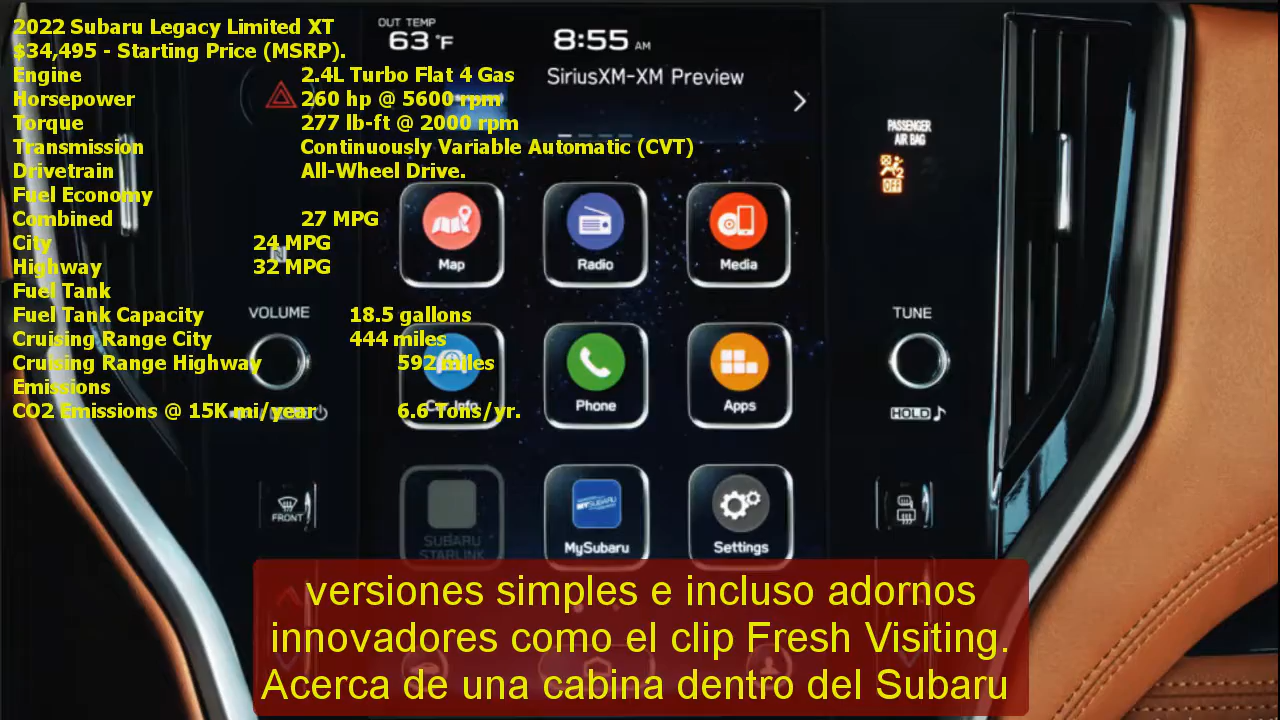 2022 Subaru Legacy Limited XT
$34,495 - Starting Price (MSRP).
Engine 2.4L Turbo Flat 4 Gas
Horsepower 260 hp @ 5600 rpm
Torque 277 lb-ft @ 2000 rpm
Transmission Continuously Variable Automatic (CVT)
Drivetrain All-Wheel Drive.
Fuel Economy
Combined 27 MPG
City 24 MPG
Highway 32 MPG
Fuel Tank
Fuel Tank Capacity 18.5 gallons
Cruising Range City 444 miles
Cruising Range Highway 592 miles
Emissions
CO2 Emissions @ 15K mi/year 6.6 Tons/yr.
OUT TEMP
63 °F
8:55 AM
SiriusXM-XM Preview
PASSENGER
AIR BAG
2
OFF
Map Radio Media
VOLUME
TUNE
Car Info Phone Apps
HOLD
FRONT
SUBARU
STARLINK
MySubaru Settings
versiones simples e incluso adornos
innovadores como el clip Fresh Visiting.
Acerca de una cabina dentro del Subaru